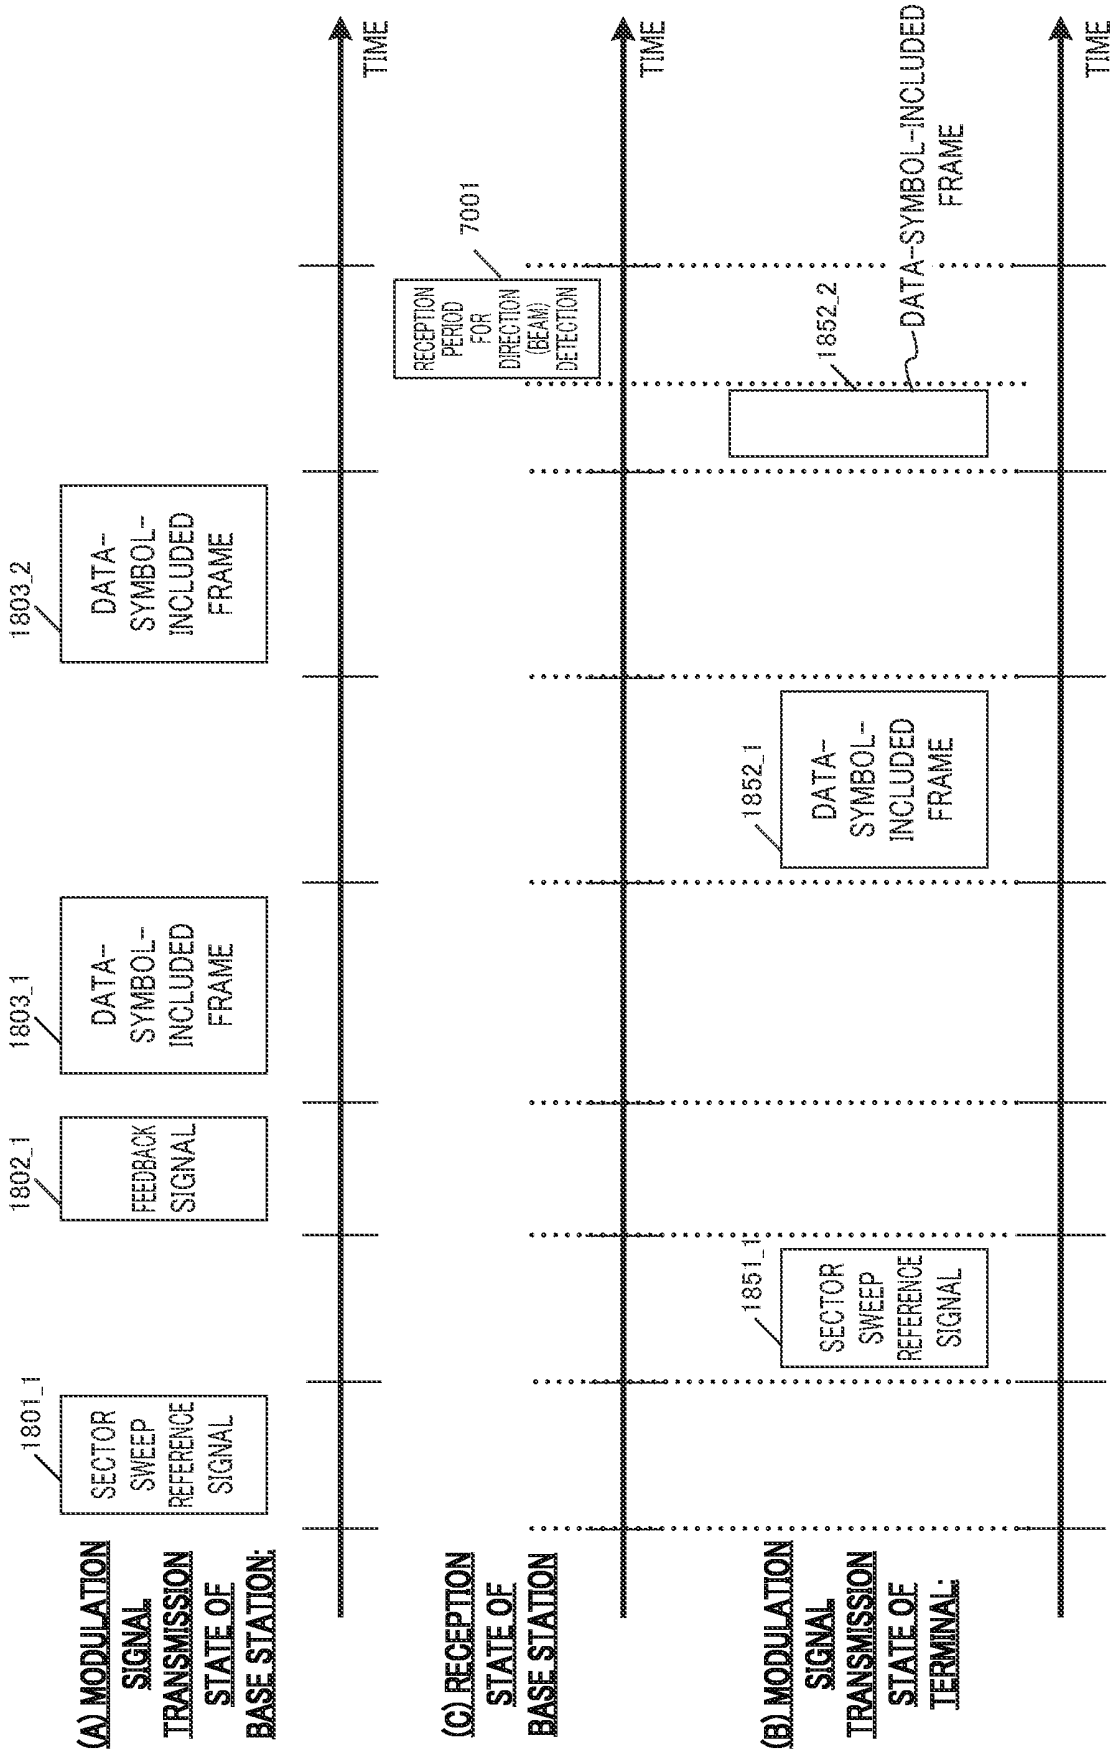 (A) MODULATION
SIGNAL
TRANSMISSION
STATE OF
BASE STATION:
1801_1
SECTOR
SWEEP
REFERENCE
SIGNAL
1802_1
FEEDBACK
SIGNAL
1803_1
DATA-
SYMBOL-
INCLUDED
FRAME
1803_2
DATA-
SYMBOL-
INCLUDED
FRAME
TIME
(C) RECEPTION
STATE OF
BASE STATION
RECEPTION
PERIOD
FOR
DIRECTION
(BEAM)
DETECTION
7001
TIME
(B) MODULATION
SIGNAL
TRANSMISSION
STATE OF
TERMINAL:
1851_1
SECTOR
SWEEP
REFERENCE
SIGNAL
1852_1
DATA-
SYMBOL-
INCLUDED
FRAME
1852_2
DATA-SYMBOL-INCLUDED
FRAME
TIME